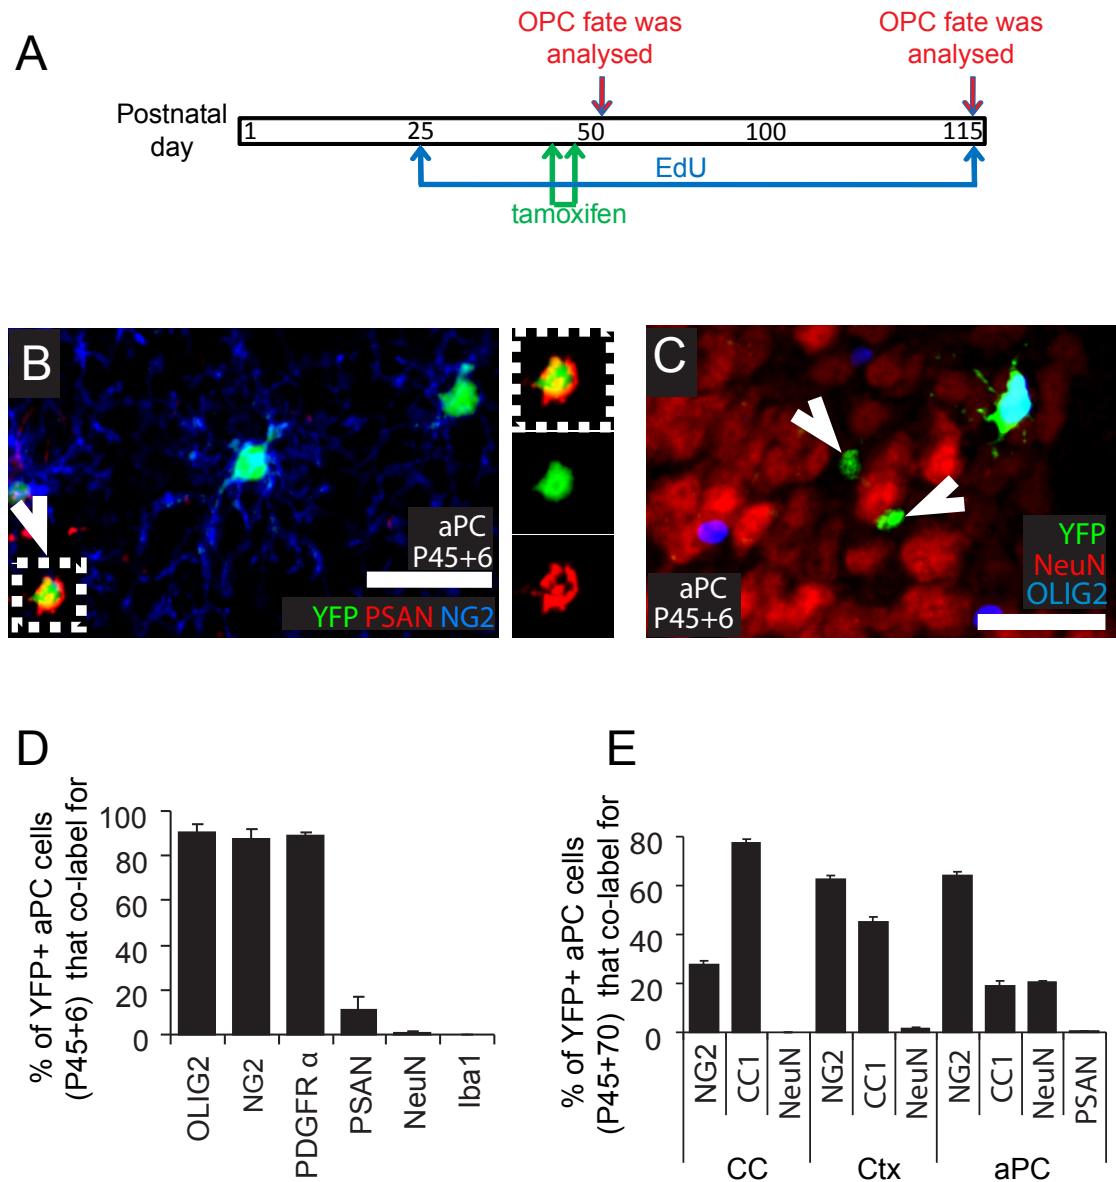 A
OPC fate was
analysed
OPC fate was
analysed
Postnatal
day
1 25 50 100 115
EdU
tamoxifen
B
aPC
P45+6
YFP PSAN NG2
C
aPC
P45+6
YFP
NeuN
OLIG2
D
% of YFP+ aPC cells
(P45+6) that co-label for
100
80
60
40
20
0
OLIG2
NG2
PDGFR α
PSAN
NeuN
Iba1
E
% of YFP+ aPC cells
(P45+70) that co-label for
80
60
40
20
0
NG2
CC1
NeuN
NG2
CC1
NeuN
NG2
CC1
NeuN
PSAN
CC
Ctx
aPC